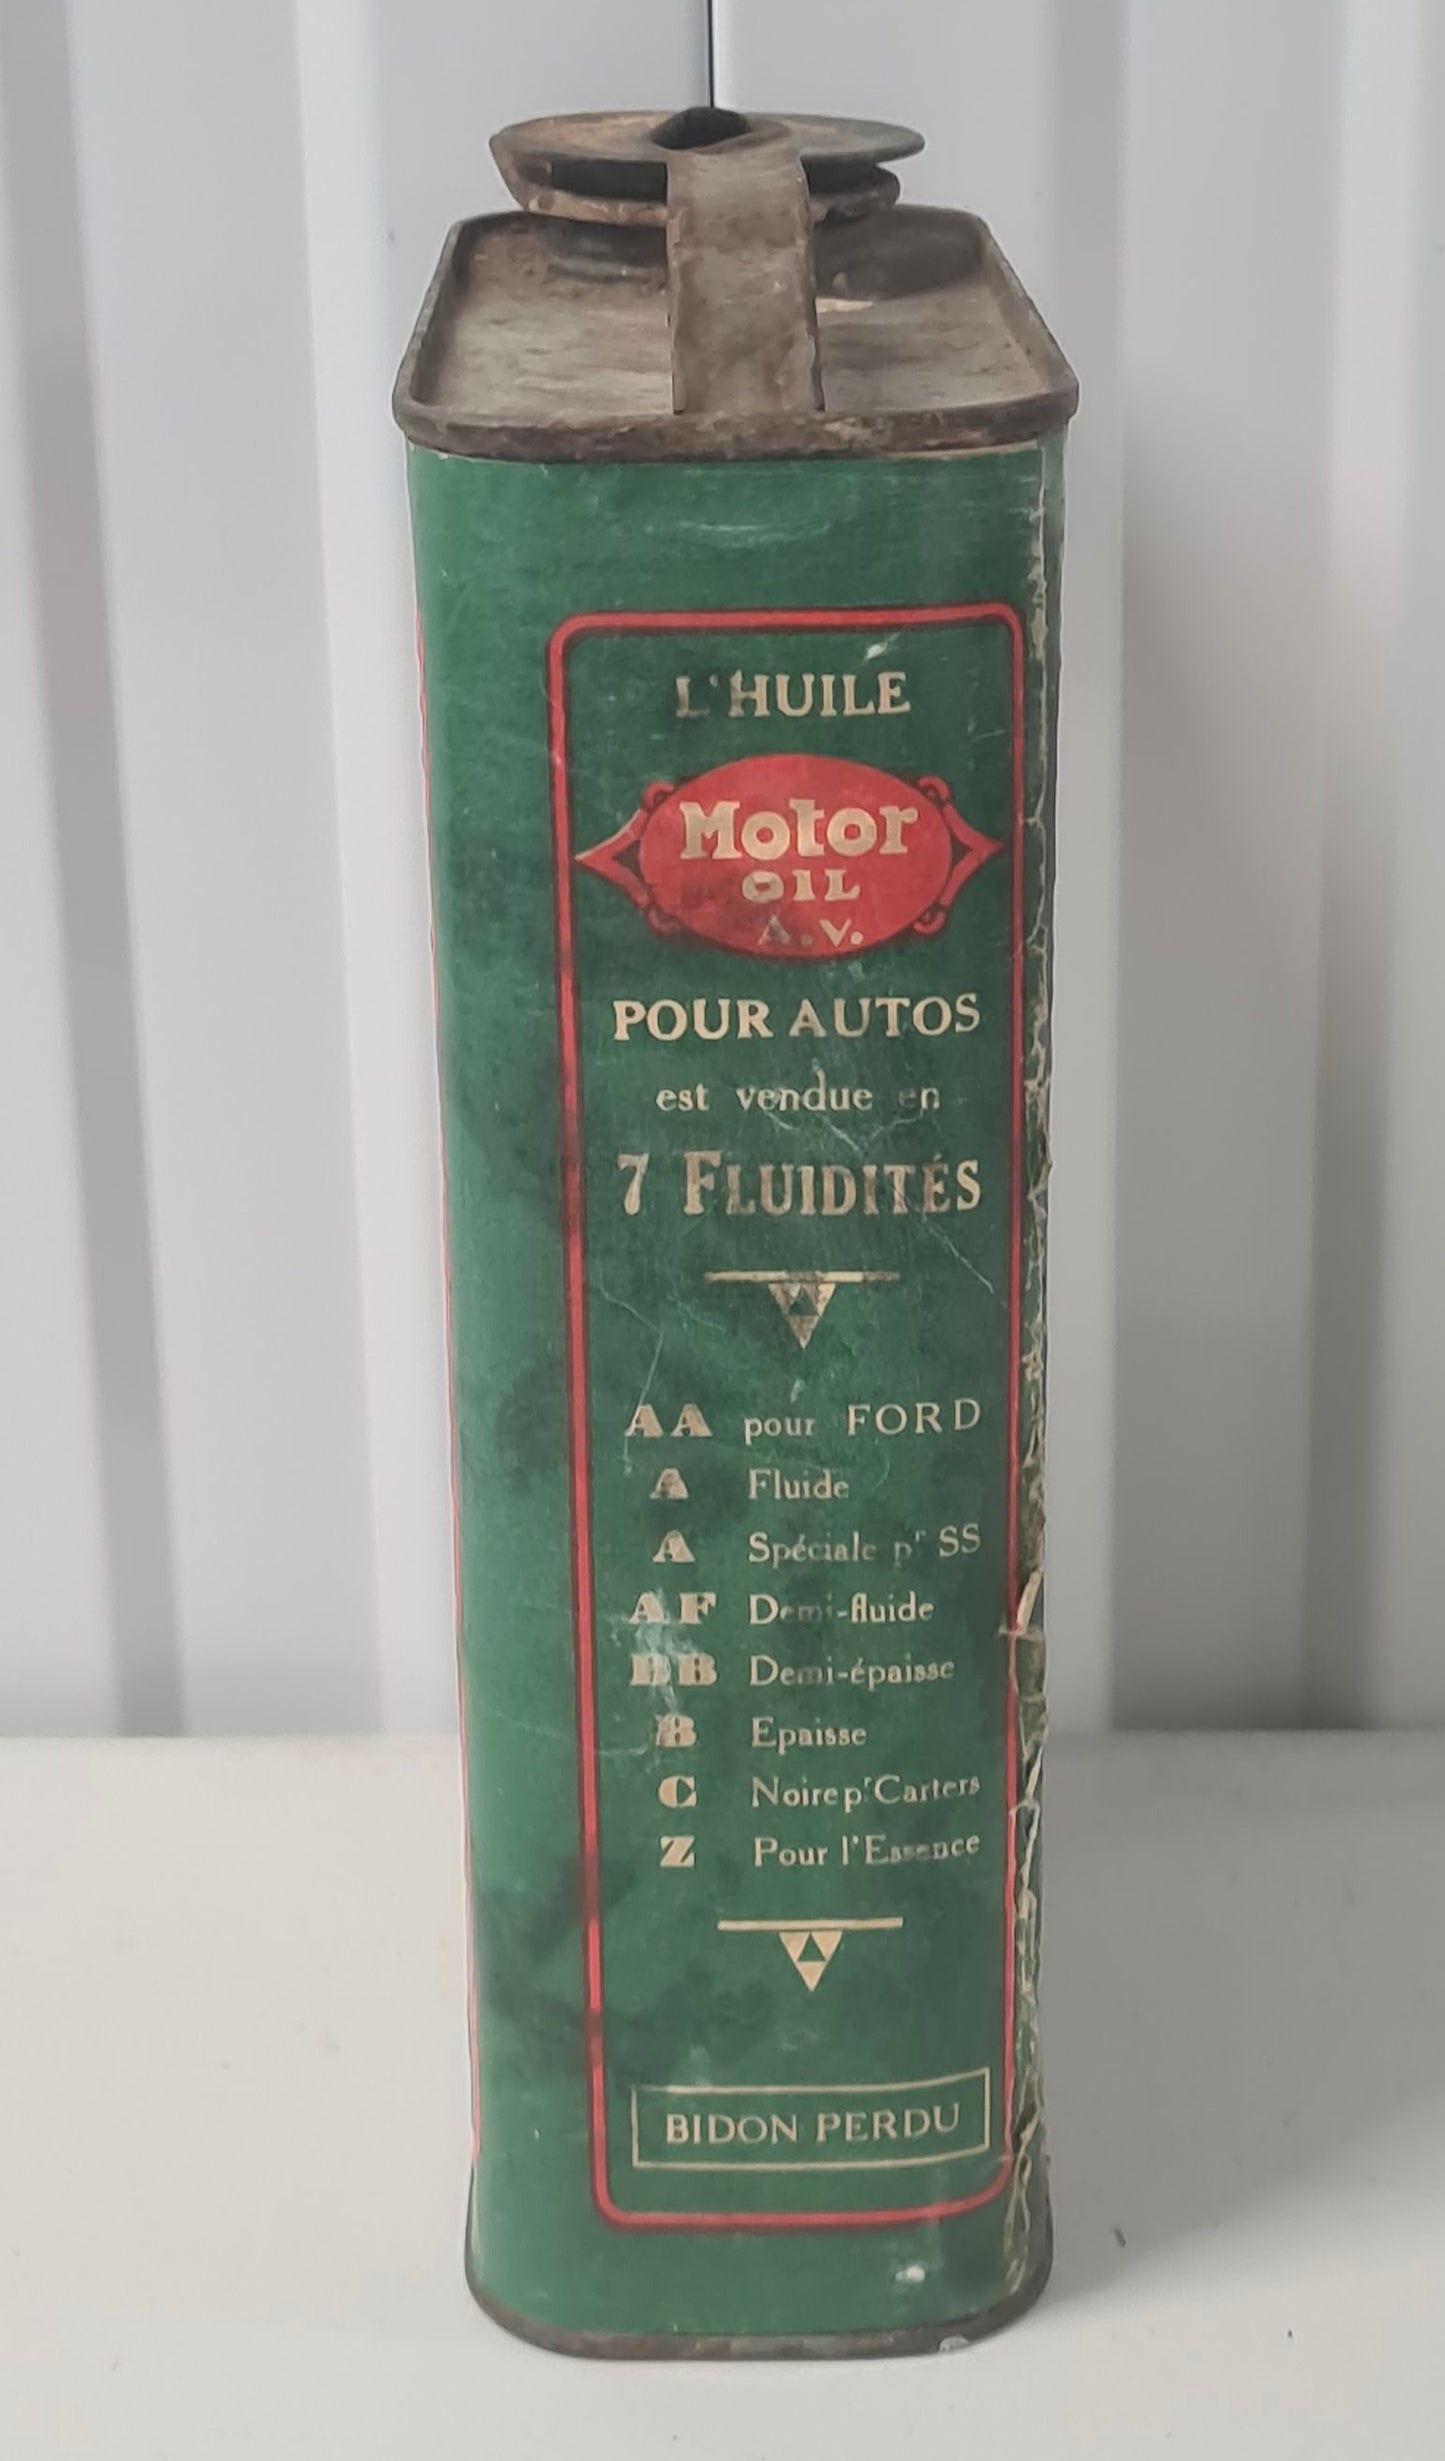 L'HUILE
Motor
OIL
A.V.
POUR AUTOS
est vendue en
7 FLUIDITÉS
AA pour FORD
A Fluide
A Spéciale pr SS
AF Demi-fluide
BB Demi-épaisse
B Epaisse
C Noire pr Carters
Z Pour l'Essence
BIDON PERDU